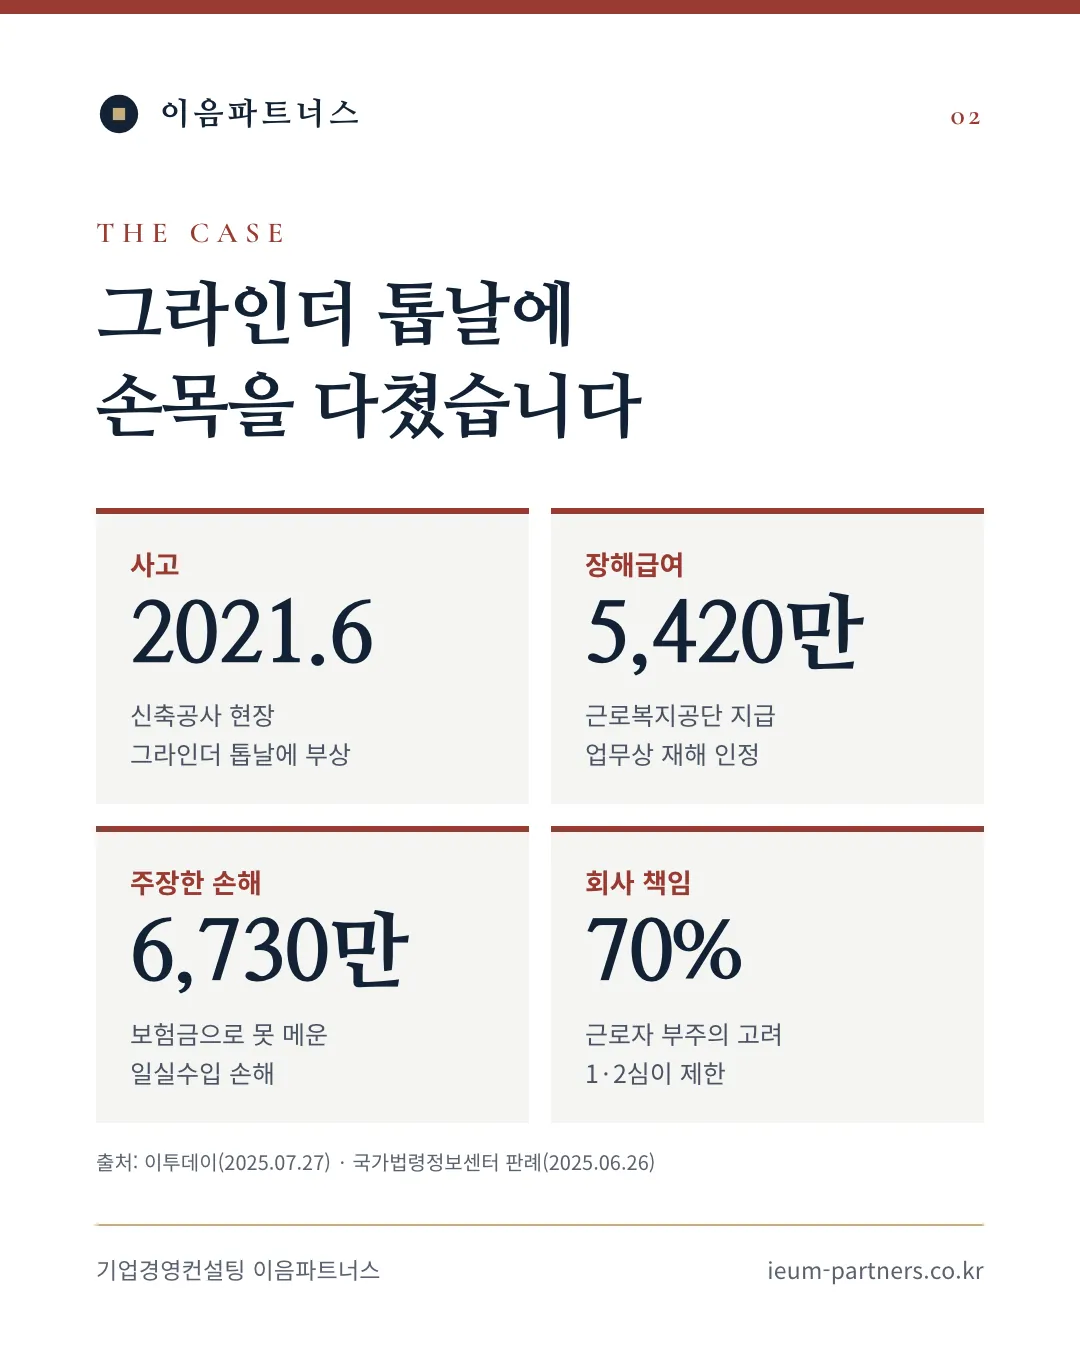 이음파트너스
02
THE CASE
그라인더 톱날에
손목을 다쳤습니다
사고
2021.6
신축공사 현장
그라인더 톱날에 부상
장해급여
5,420만
근로복지공단 지급
업무상 재해 인정
주장한 손해
6,730만
보험금으로 못 메운
일실수입 손해
회사 책임
70%
근로자 부주의 고려
1·2심이 제한
출처: 이투데이(2025.07.27) · 국가법령정보센터 판례(2025.06.26)
기업경영컨설팅 이음파트너스
ieum-partners.co.kr